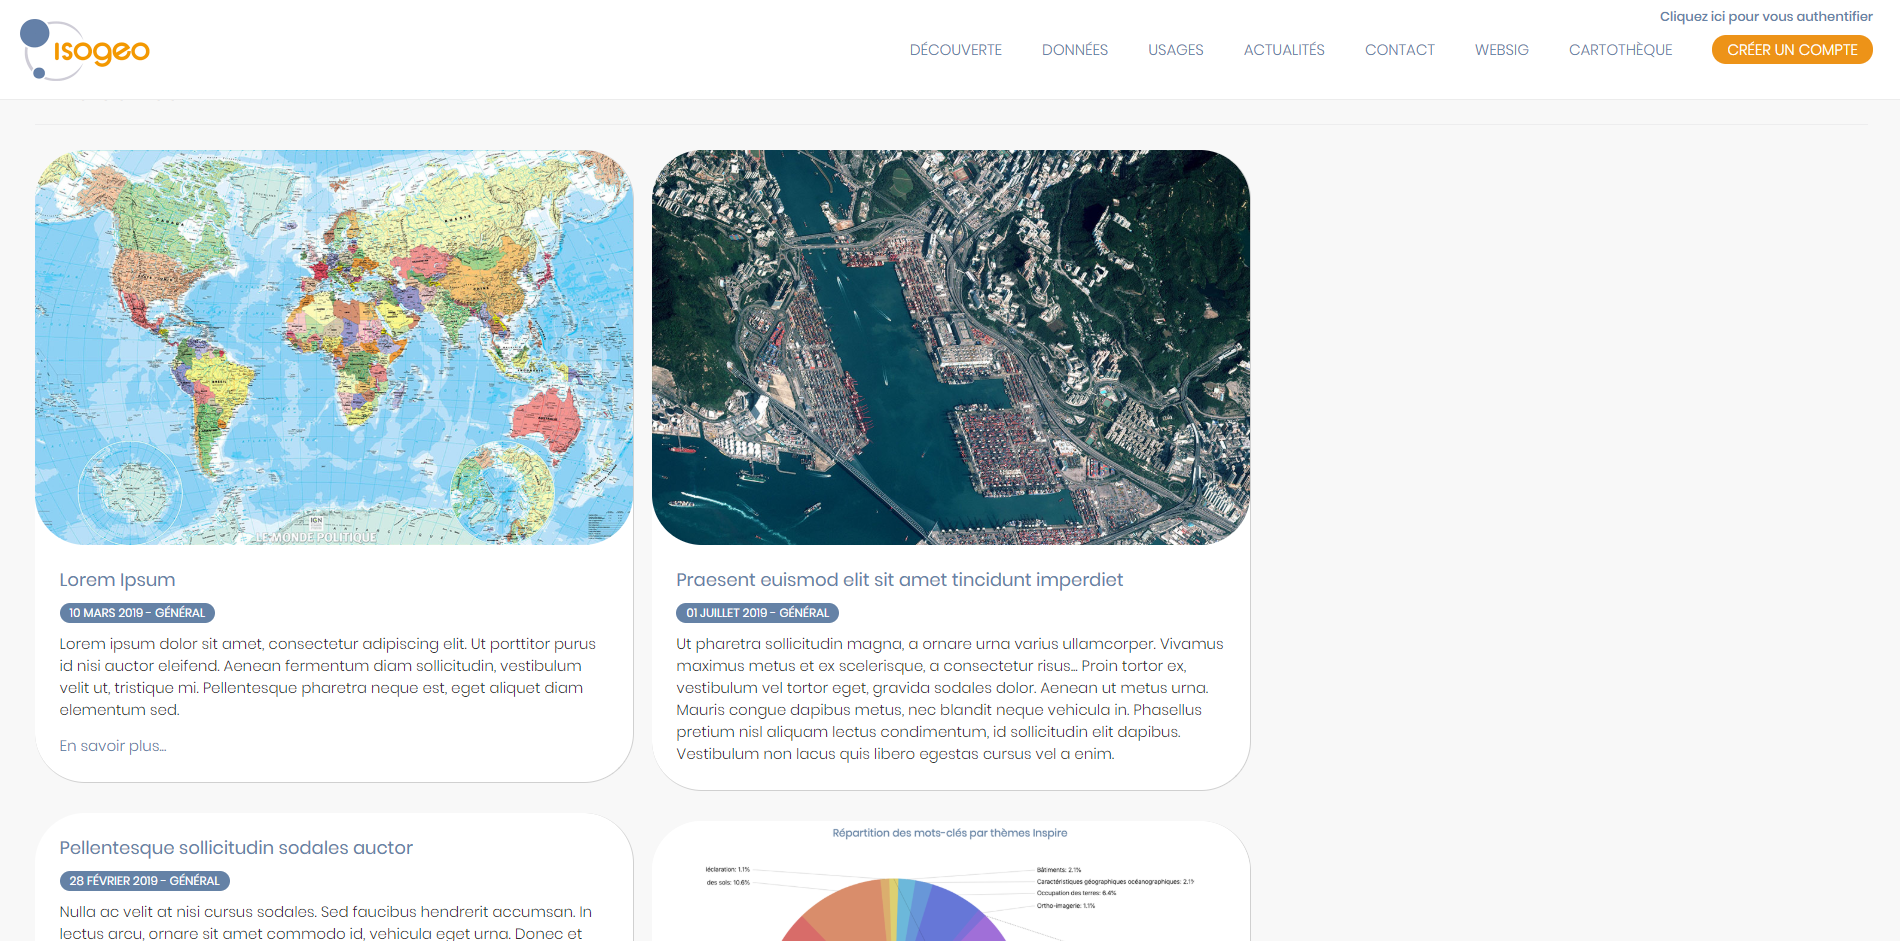 Cliquez ici pour vous authentifier
isogeo
DÉCOUVERTE DONNÉES USAGES ACTUALITÉS CONTACT WEBSIG CARTOTHÈQUE CRÉER UN COMPTE
IGN
LE MONDE POLITIQUE
Lorem Ipsum
10 MARS 2019 - GÉNÉRAL
Lorem ipsum dolor sit amet, consectetur adipiscing elit. Ut porttitor purus
id nisi auctor eleifend. Aenean fermentum diam sollicitudin, vestibulum
velit ut, tristique mi. Pellentesque pharetra neque est, eget aliquet diam
elementum sed.
En savoir plus...
Praesent euismod elit sit amet tincidunt imperdiet
01 JUILLET 2019 - GÉNÉRAL
Ut pharetra sollicitudin magna, a ornare urna varius ullamcorper. Vivamus
maximus metus et ex scelerisque, a consectetur risus... Proin tortor ex,
vestibulum vel tortor eget, gravida sodales dolor. Aenean ut metus urna.
Mauris congue dapibus metus, nec blandit neque vehicula in. Phasellus
pretium nisl aliquam lectus condimentum, id sollicitudin elit dapibus.
Vestibulum non lacus quis libero egestas cursus vel a enim.
Pellentesque sollicitudin sodales auctor
28 FÉVRIER 2019 - GÉNÉRAL
Nulla ac velit at nisi cursus sodales. Sed faucibus hendrerit accumsan. In
lectus arcu, ornare sit amet commodo id, vehicula eget urna. Donec et
Répartition des mots-clés par thèmes Inspire
léclaration: 1.1%
des sols: 10.6%
Bâtiments: 2.1%
Caractéristiques géographiques océanographiques: 2.1%
Occupation des terres: 6.4%
Ortho-imagerie: 1.1%